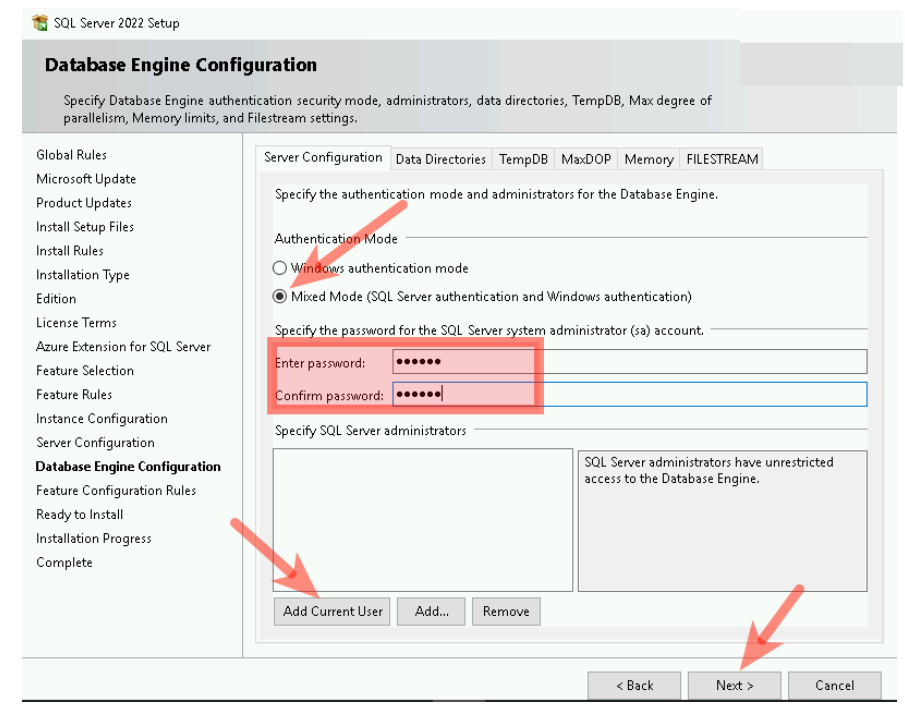 SQL Server 2022 Setup
Database Engine Configuration
Specify Database Engine authentication security mode, administrators, data directories, TempDB, Max degree of
parallelism, Memory limits, and Filestream settings.
Global Rules
Microsoft Update
Product Updates
Install Setup Files
Install Rules
Installation Type
Edition
License Terms
Azure Extension for SQL Server
Feature Selection
Feature Rules
Instance Configuration
Server Configuration
Database Engine Configuration
Feature Configuration Rules
Ready to Install
Installation Progress
Complete
Server Configuration Data Directories TempDB MaxDOP Memory FILESTREAM
Specify the authentication mode and administrators for the Database Engine.
Authentication Mode
Windows authentication mode
Mixed Mode (SQL Server authentication and Windows authentication)
Specify the password for the SQL Server system administrator (sa) account.
Enter password: ●●●●●●
Confirm password: ●●●●●●
Specify SQL Server administrators
SQL Server administrators have unrestricted
access to the Database Engine.
Add Current User Add... Remove
< Back Next > Cancel